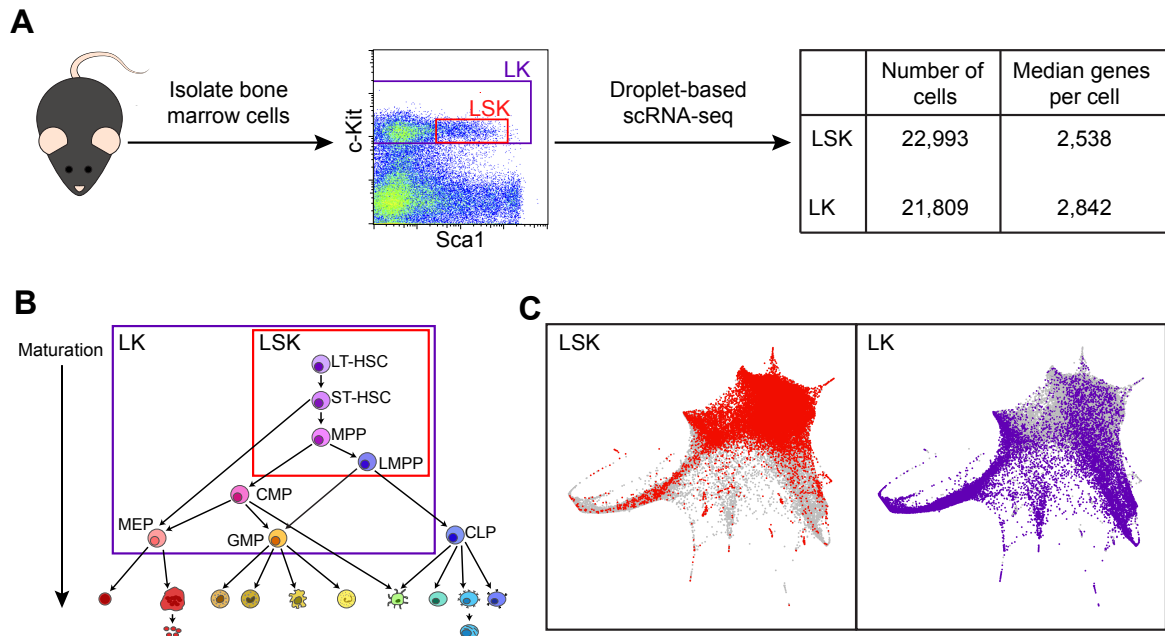 A
Isolate bone
marrow cells
c-Kit
LK
LSK
Sca1
Droplet-based
scRNA-seq
Number of
cells
Median genes
per cell
LSK
22,993
2,538
LK
21,809
2,842
B
Maturation
LK
LSK
LT-HSC
ST-HSC
MPP
LMPP
CMP
MEP
GMP
CLP
C
LSK
LK